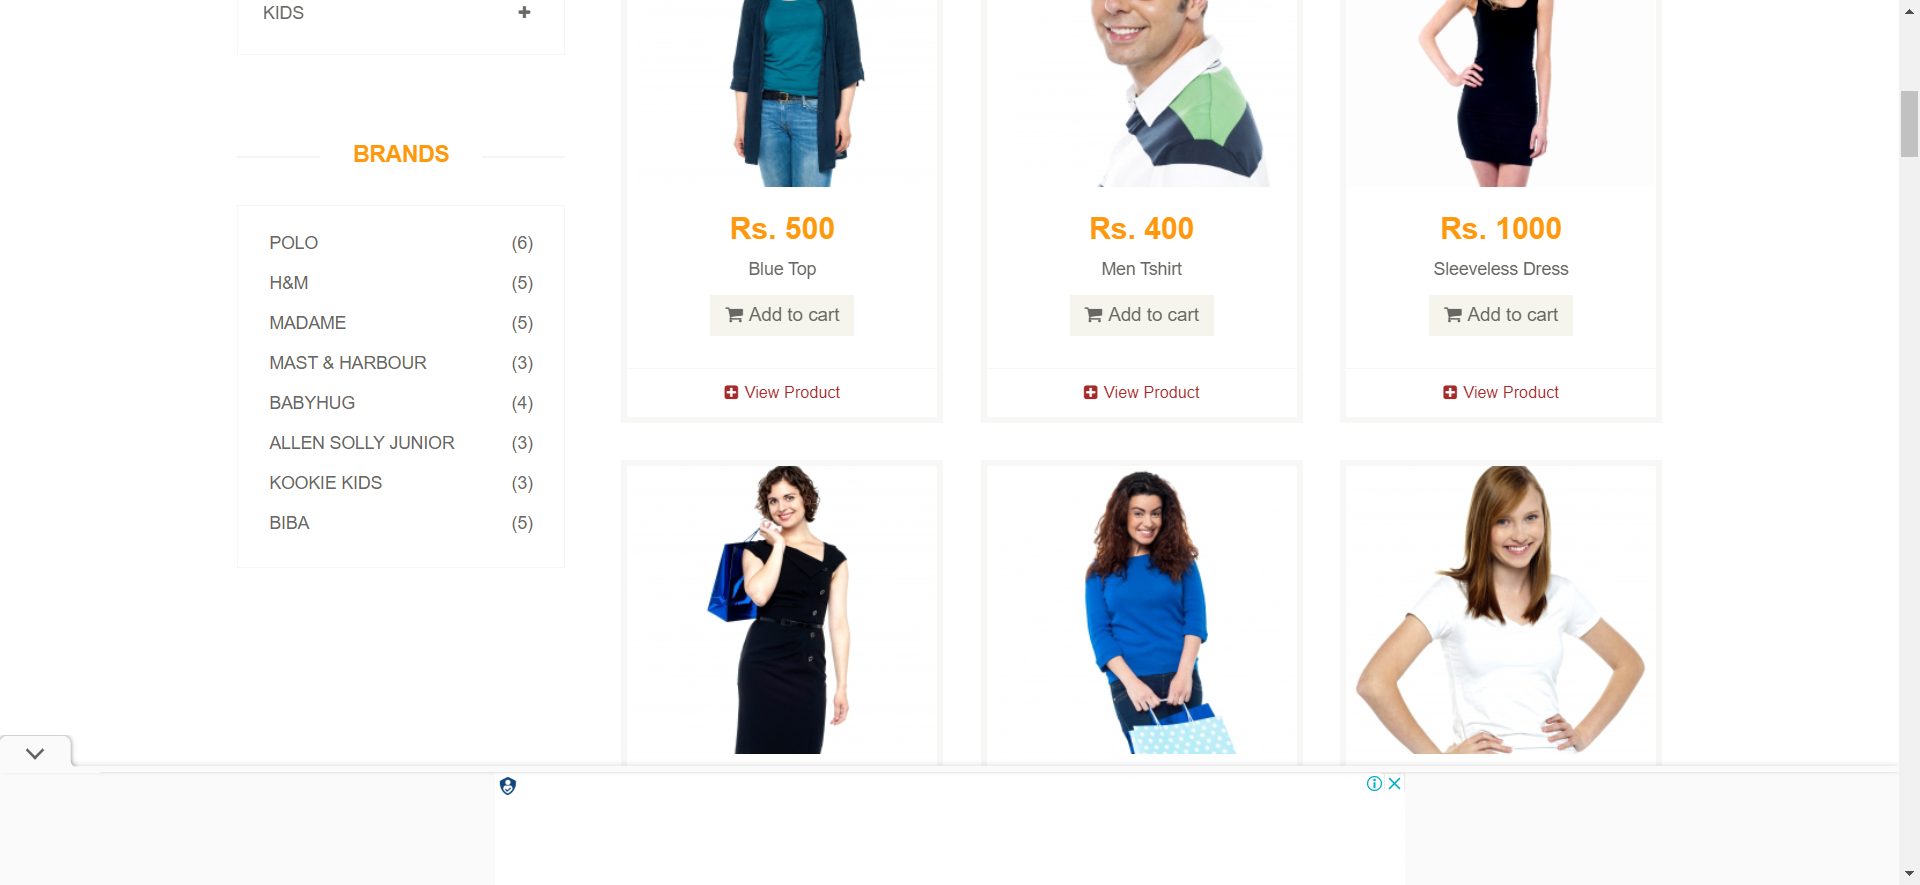 KIDS
BRANDS
POLO (6)
H&M (5)
MADAME (5)
MAST & HARBOUR (3)
BABYHUG (4)
ALLEN SOLLY JUNIOR (3)
KOOKIE KIDS (3)
BIBA (5)
Rs. 500
Blue Top
Add to cart
View Product
Rs. 400
Men Tshirt
Add to cart
View Product
Rs. 1000
Sleeveless Dress
Add to cart
View Product